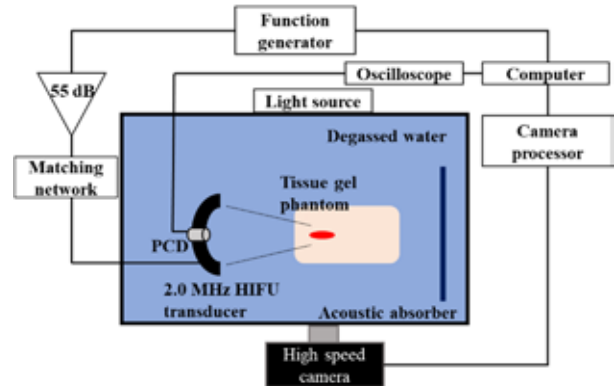 Function
generator
55 dB
Oscilloscope
Computer
Light source
Degassed water
Camera
processor
Matching
network
Tissue gel
phantom
PCD
2.0 MHz HIFU
transducer
Acoustic absorber
High speed
camera